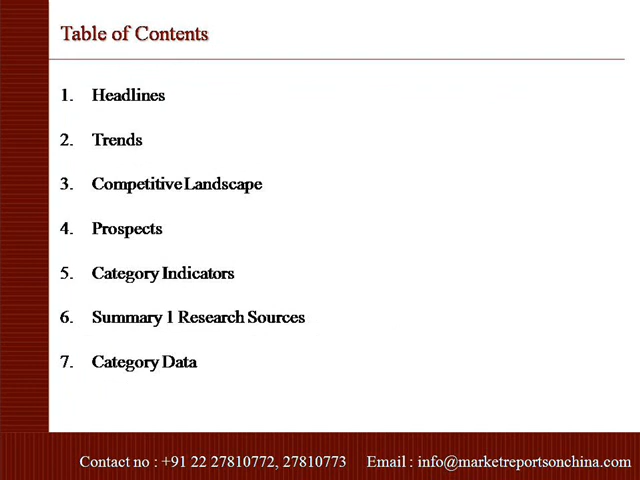 Table of Contents
1. Headlines
2. Trends
3. Competitive Landscape
4. Prospects
5. Category Indicators
6. Summary 1 Research Sources
7. Category Data
Contact no : +91 22 27810772, 27810773 Email : info@marketreportsonchina.com